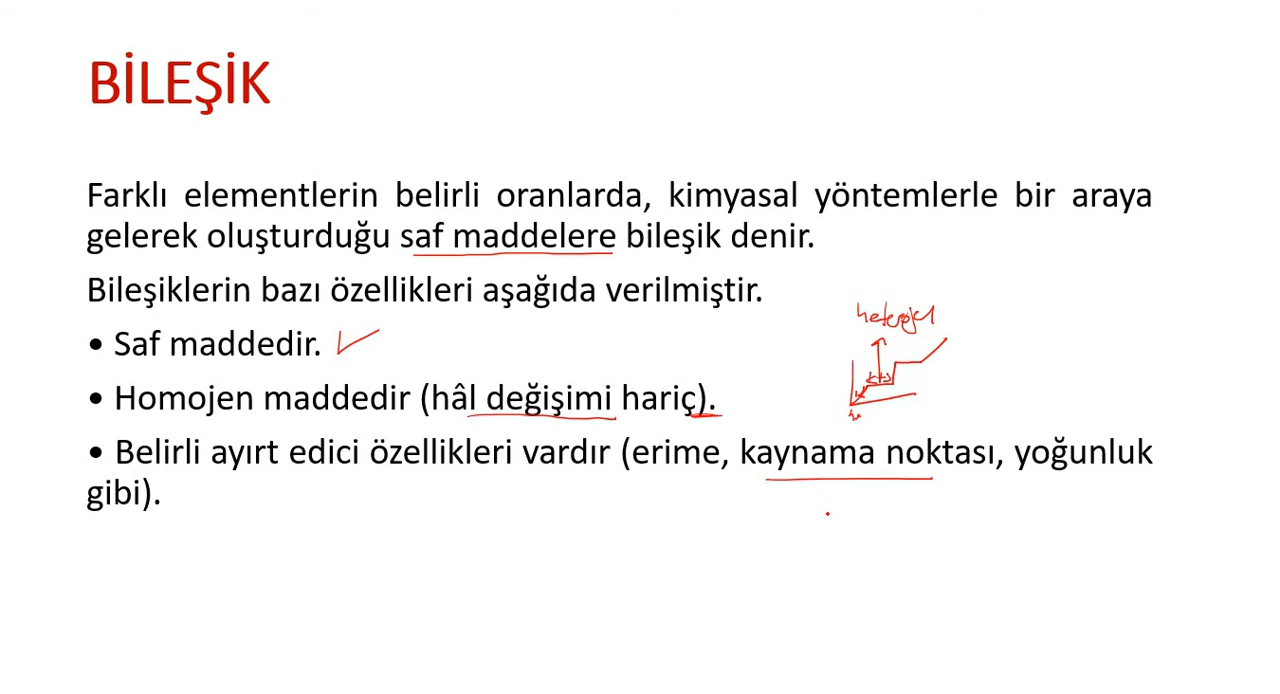 BİLEŞİK
Farklı elementlerin belirli oranlarda, kimyasal yöntemlerle bir araya
gelerek oluşturduğu saf maddelere bileşik denir.
Bileşiklerin bazı özellikleri aşağıda verilmiştir.
heterojen
• Saf maddedir.
• Homojen maddedir (hâl değişimi hariç).
• Belirli ayırt edici özellikleri vardır (erime, kaynama noktası, yoğunluk
gibi).